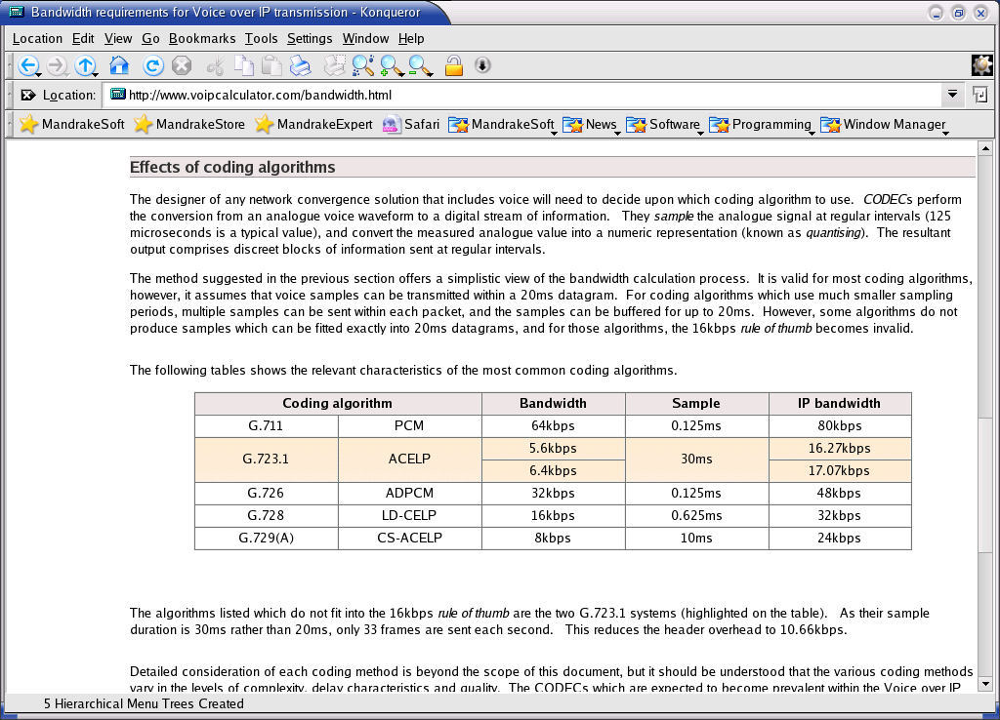 Bandwidth requirements for Voice over IP transmission - Konqueror
Location Edit View Go Bookmarks Tools Settings Window Help
Location: http://www.voipcalculator.com/bandwidth.html
MandrakeSoft MandrakeStore MandrakeExpert Safari MandrakeSoft News Software Programming Window Manager
Effects of coding algorithms
The designer of any network convergence solution that includes voice will need to decide upon which coding algorithm to use. CODECs perform
the conversion from an analogue voice waveform to a digital stream of information. They sample the analogue signal at regular intervals (125
microseconds is a typical value), and convert the measured analogue value into a numeric representation (known as quantising). The resultant
output comprises discreet blocks of information sent at regular intervals.
The method suggested in the previous section offers a simplistic view of the bandwidth calculation process. It is valid for most coding algorithms,
however, it assumes that voice samples can be transmitted within a 20ms datagram. For coding algorithms which use much smaller sampling
periods, multiple samples can be sent within each packet, and the samples can be buffered for up to 20ms. However, some algorithms do not
produce samples which can be fitted exactly into 20ms datagrams, and for those algorithms, the 16kbps rule of thumb becomes invalid.
The following tables shows the relevant characteristics of the most common coding algorithms.
Coding algorithm Bandwidth Sample IP bandwidth
G.711 PCM 64kbps 0.125ms 80kbps
G.723.1 ACELP 5.6kbps 30ms 16.27kbps
6.4kbps 17.07kbps
G.726 ADPCM 32kbps 0.125ms 48kbps
G.728 LD-CELP 16kbps 0.625ms 32kbps
G.729(A) CS-ACELP 8kbps 10ms 24kbps
The algorithms listed which do not fit into the 16kbps rule of thumb are the two G.723.1 systems (highlighted on the table). As their sample
duration is 30ms rather than 20ms, only 33 frames are sent each second. This reduces the header overhead to 10.66kbps.
Detailed consideration of each coding method is beyond the scope of this document, but it should be understood that the various coding methods
vary in the levels of complexity, delay characteristics and quality. The CODECs which are expected to become prevalent within the Voice over IP
5 Hierarchical Menu Trees Created